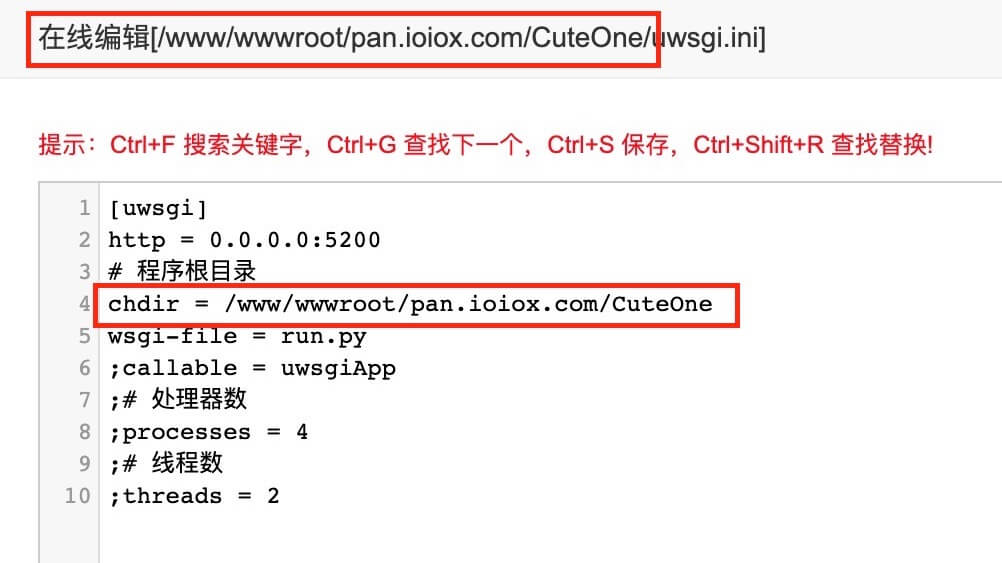 在线编辑[/www/wwwroot/pan.ioiox.com/CuteOne/uwsgi.ini]
提示：Ctrl+F 搜索关键字，Ctrl+G 查找下一个，Ctrl+S 保存，Ctrl+Shift+R 查找替换!
1 [uwsgi]
2 http = 0.0.0.0:5200
3 # 程序根目录
4 chdir = /www/wwwroot/pan.ioiox.com/CuteOne
5 wsgi-file = run.py
6 ;callable = uwsgiApp
7 ;# 处理器数
8 ;processes = 4
9 ;# 线程数
10 ;threads = 2